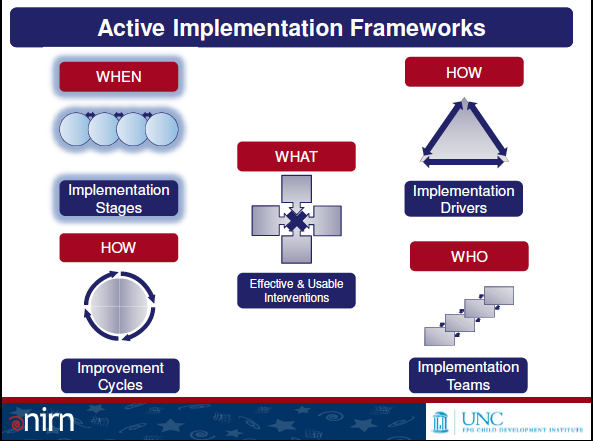 Active Implementation Frameworks
WHEN
Implementation
Stages
HOW
Improvement
Cycles
WHAT
Effective & Usable
Interventions
HOW
Implementation
Drivers
WHO
Implementation
Teams
nirn
UNC
FPG CHILD DEVELOPMENT INSTITUTE